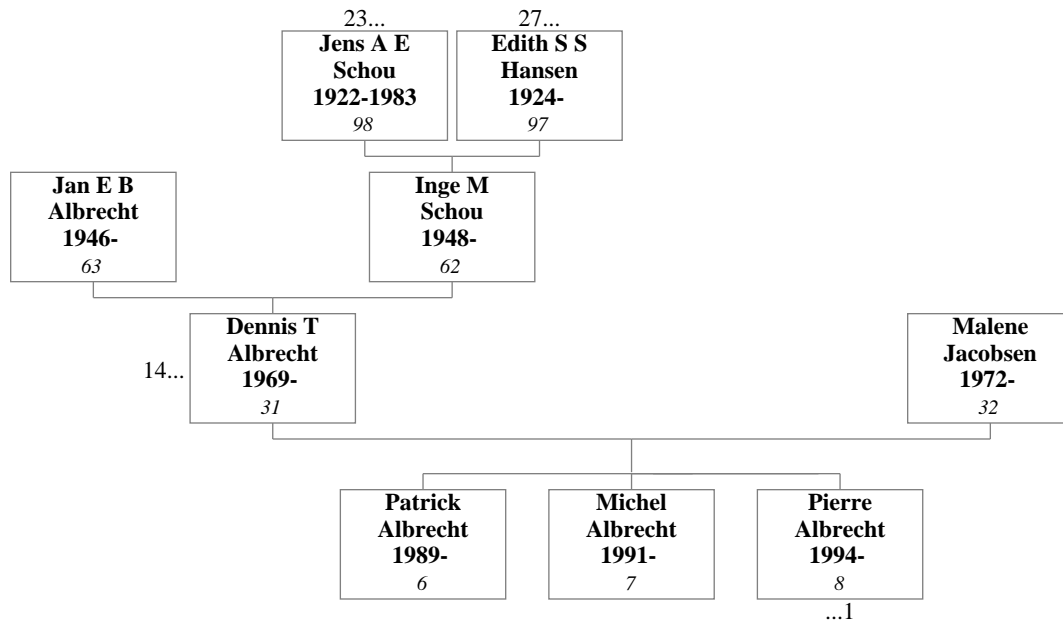 23...
27...
Jens A E
Schou
1922-1983
98
Edith S S
Hansen
1924-
97
Jan E B
Albrecht
1946-
63
Inge M
Schou
1948-
62
14...
Dennis T
Albrecht
1969-
31
Malene
Jacobsen
1972-
32
Patrick
Albrecht
1989-
6
Michel
Albrecht
1991-
7
Pierre
Albrecht
1994-
8
...1